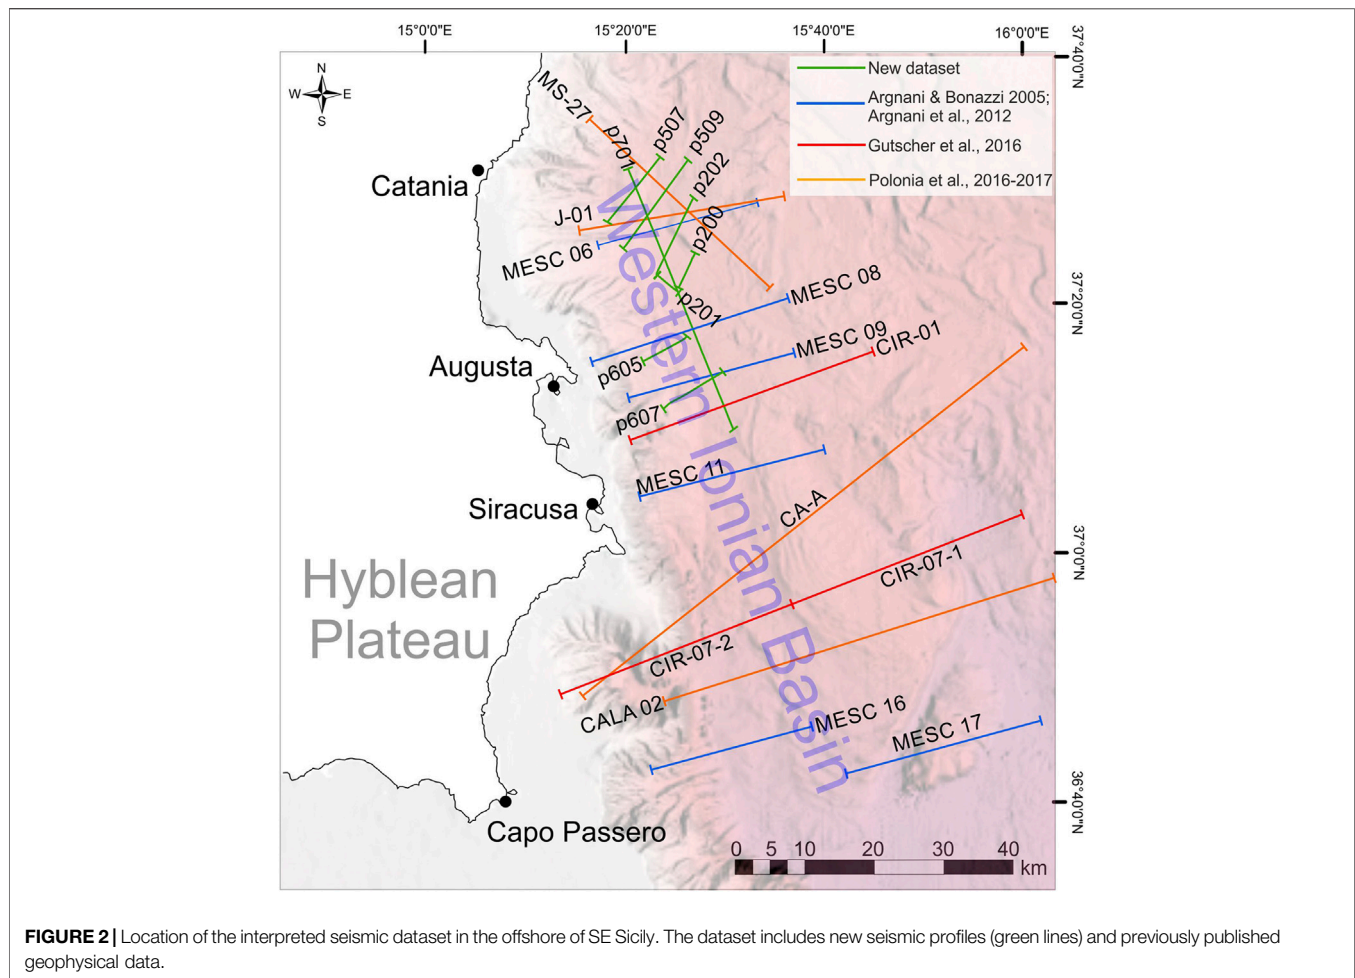 15°0'0"E
15°20'0"E
15°40'0"E
16°0'0"E
37°40'0"N
37°20'0"N
37°0'0"N
36°40'0"N
N
W
E
S
New dataset
Argnani & Bonazzi 2005;
Argnani et al., 2012
Gutscher et al., 2016
Polonia et al., 2016-2017
MS-27
p701
p507
p509
p202
p200
Catania
J-01
MESC 06
p201
MESC 08
MESC 09
CIR-01
Augusta
p605
p607
MESC 11
Siracusa
CA-A
Western Ionian Basin
Hyblean
Plateau
CIR-07-1
CIR-07-2
CALA 02
MESC 16
MESC 17
Capo Passero
0 5 10 20 30 40
km
FIGURE 2 | Location of the interpreted seismic dataset in the offshore of SE Sicily. The dataset includes new seismic profiles (green lines) and previously published
geophysical data.